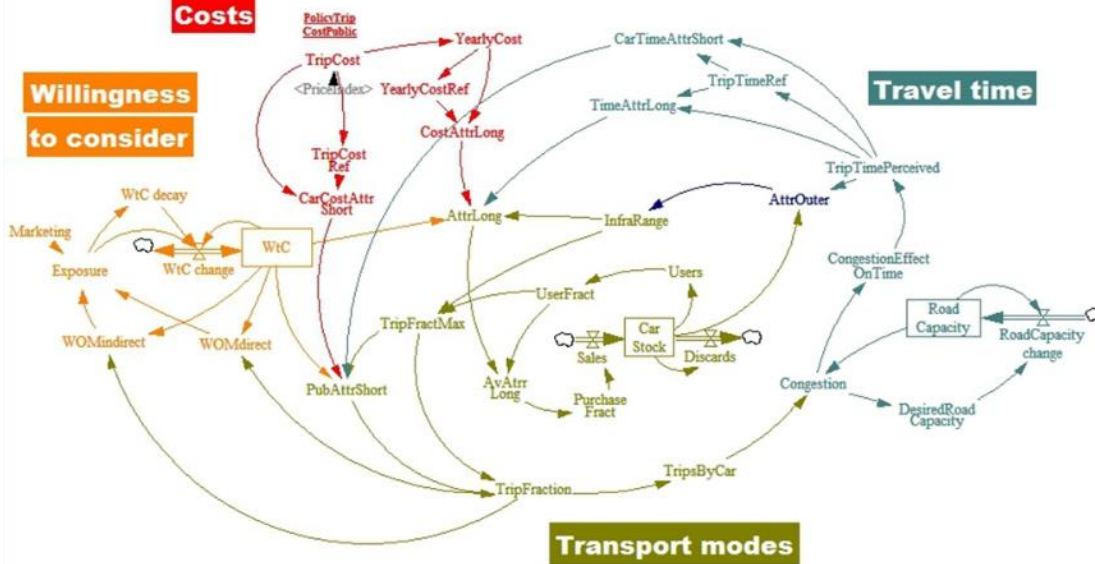 Costs
PolicyTrip
CostPublic
YearlyCost
CarTimeAttrShort
TripCost
<PriceIndex>
YearlyCostRef
TripTimeRef
TimeAttrLong
Travel time
Willingness
to consider
CostAttrLong
TripCost
Ref
TripTimePerceived
CarCostAttr
Short
WtC decay
AttrLong
InfraRange
AttrOuter
Marketing
WtC
Exposure
WtC change
CongestionEffect
OnTime
Users
UserFract
Road
Capacity
TripFractMax
Car
Stock
RoadCapacity
change
WOMindirect
WOMdirect
Sales
Discards
PubAttrShort
AvAtrr
Long
Purchase
Fract
Congestion
DesiredRoad
Capacity
TripsByCar
TripFraction
Transport modes